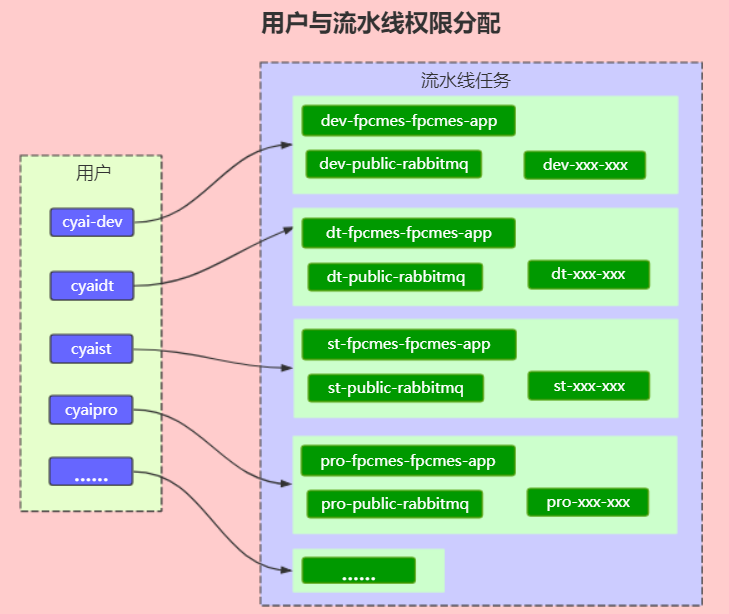 用户与流水线权限分配
用户
cyai-dev
cyaidt
cyaist
cyaipro
......
流水线任务
dev-fpcmes-fpcmes-app
dev-public-rabbitmq
dev-xxx-xxx
dt-fpcmes-fpcmes-app
dt-public-rabbitmq
dt-xxx-xxx
st-fpcmes-fpcmes-app
st-public-rabbitmq
st-xxx-xxx
pro-fpcmes-fpcmes-app
pro-public-rabbitmq
pro-xxx-xxx
......